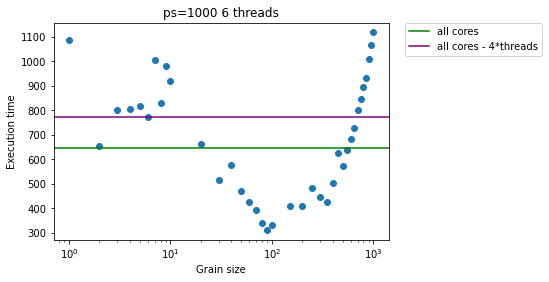 ps=1000 6 threads
all cores
all cores - 4*threads
Execution time
1100
1000
900
800
700
600
500
400
300
10⁰
10¹
10²
10³
Grain size